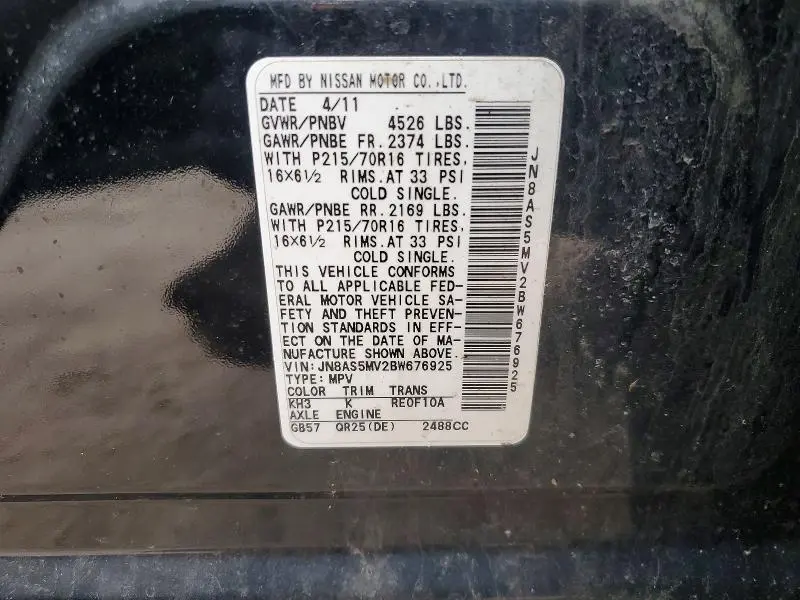 MFD BY NISSAN MOTOR CO.,LTD.
DATE 4/11
GVWR/PNBV 4526 LBS.
GAWR/PNBE FR. 2374 LBS.
WITH P215/70R16 TIRES,
16×6½ RIMS. AT 33 PSI
COLD SINGLE.
GAWR/PNBE RR. 2169 LBS.
WITH P215/70R16 TIRES,
16×6½ RIMS. AT 33 PSI
COLD SINGLE.
THIS VEHICLE CONFORMS
TO ALL APPLICABLE FED-
ERAL MOTOR VEHICLE SA-
FETY AND THEFT PREVEN-
TION STANDARDS IN EFF-
ECT ON THE DATE OF MA-
NUFACTURE SHOWN ABOVE.
VIN: JN8AS5MV2BW676925
TYPE: MPV
COLOR TRIM TRANS
KH3 K RE0F10A
AXLE ENGINE
GB57 QR25(DE) 2488CC
JN8AS5MV2BW676925